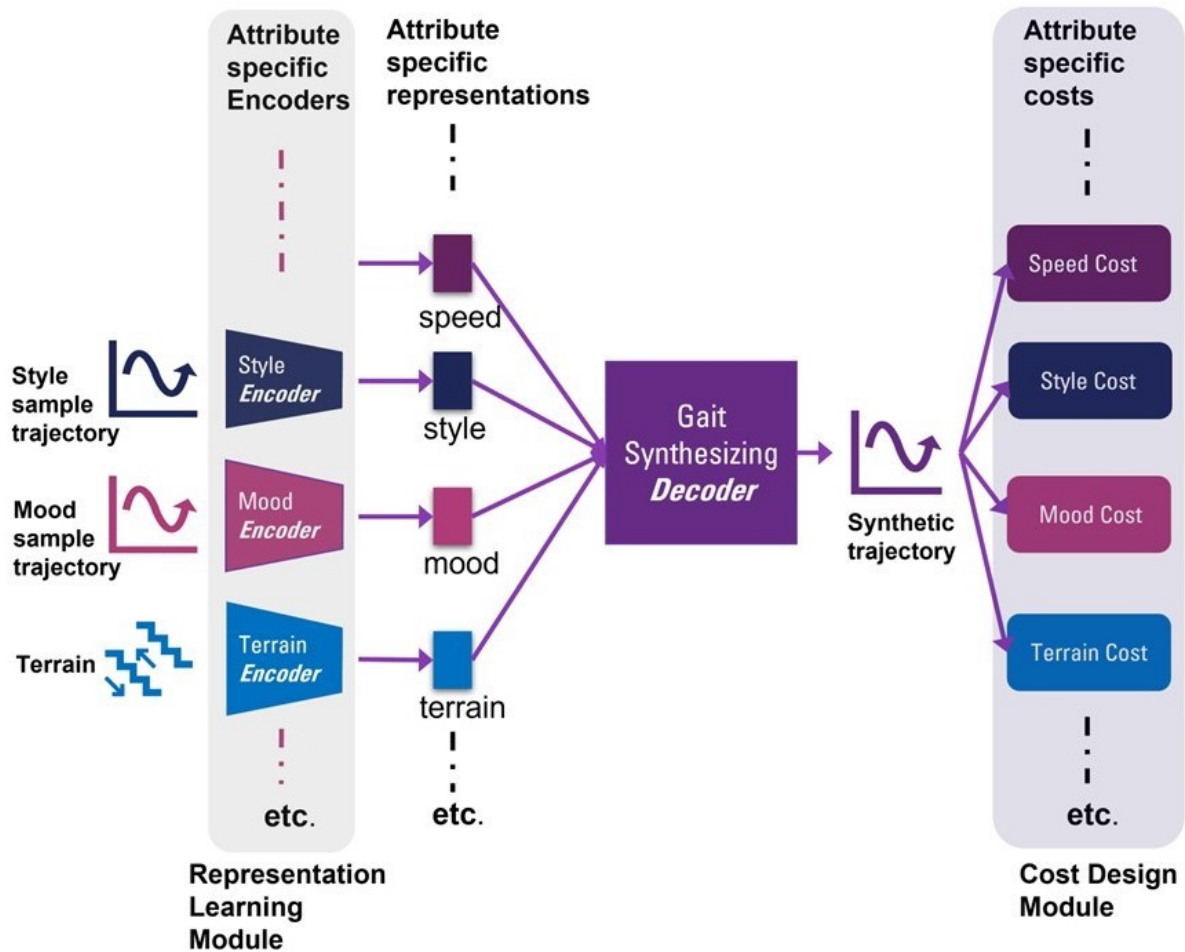 Attribute
specific
Encoders
Attribute
specific
representations
Attribute
specific
costs
speed
Speed Cost
Style
sample
trajectory
Style
Encoder
style
Gait
Synthesizing
Decoder
Style Cost
Mood
sample
trajectory
Mood
Encoder
mood
Synthetic
trajectory
Mood Cost
Terrain
Terrain
Encoder
terrain
Terrain Cost
etc.
etc.
etc.
Representation
Learning
Module
Cost Design
Module